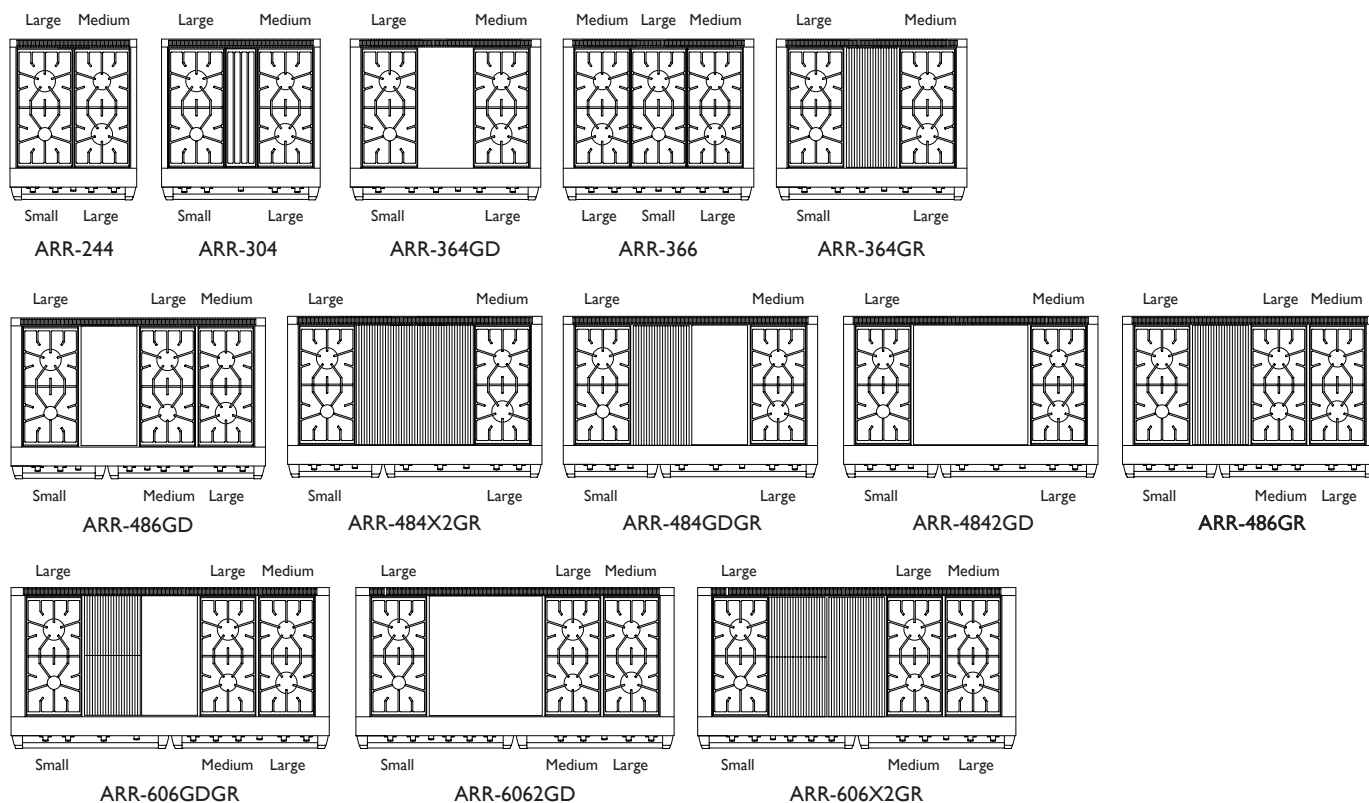 Large Medium Large Medium Large Medium Medium Large Medium Large Medium
Small Large Small Large Small Large Large Small Large Small Large
ARR-244 ARR-304 ARR-364GD ARR-366 ARR-364GR
Large Large Medium Large Medium Large Medium Large Medium Large Large Medium
Small Medium Large Small Large Small Large Small Large Small Medium Large
ARR-486GD ARR-484X2GR ARR-484GDGR ARR-4842GD ARR-486GR
Large Large Medium Large Large Medium Large Large Medium
Small Medium Large Small Medium Large Small Medium Large
ARR-606GDGR ARR-6062GD ARR-606X2GR